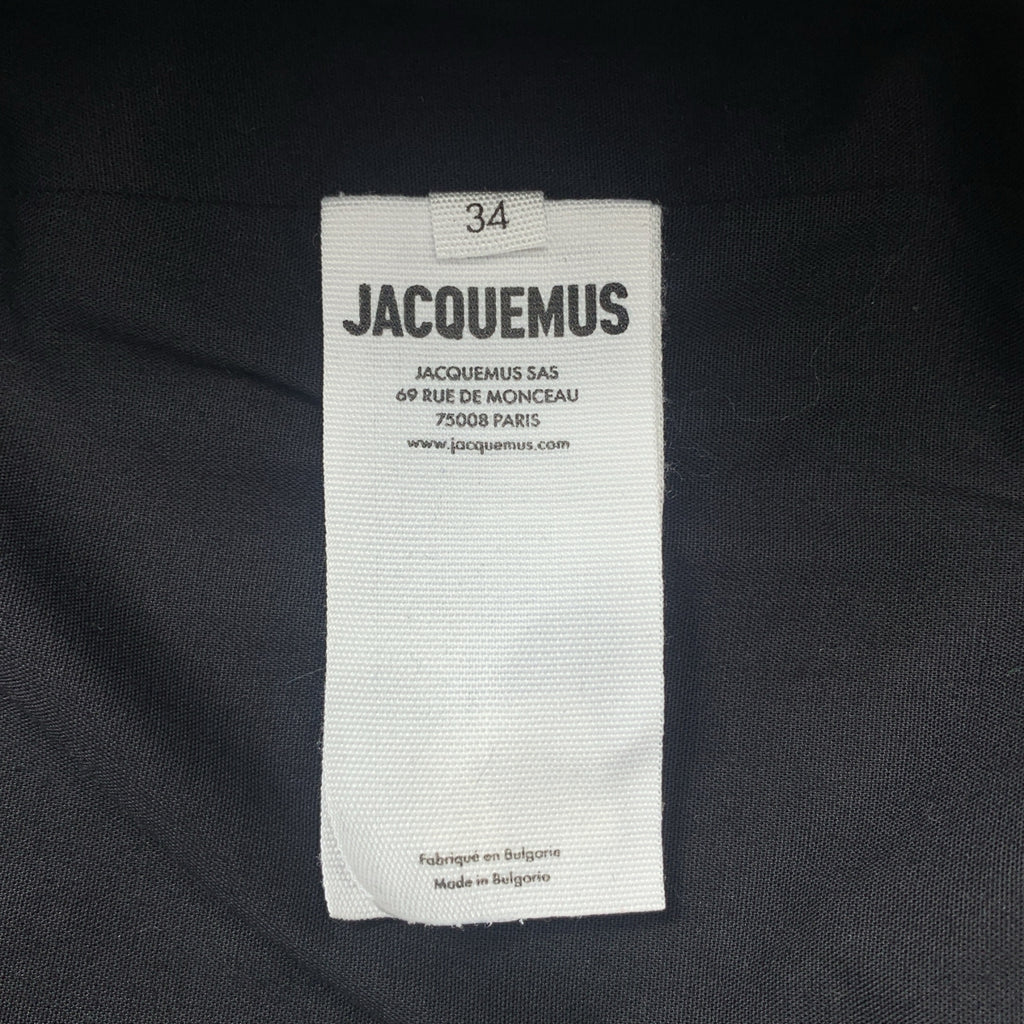 34
JACQUEMUS
JACQUEMUS SAS
69 RUE DE MONCEAU
75008 PARIS
www.jacquemus.com
Fabriqué en Bulgarie
Made in Bulgaria